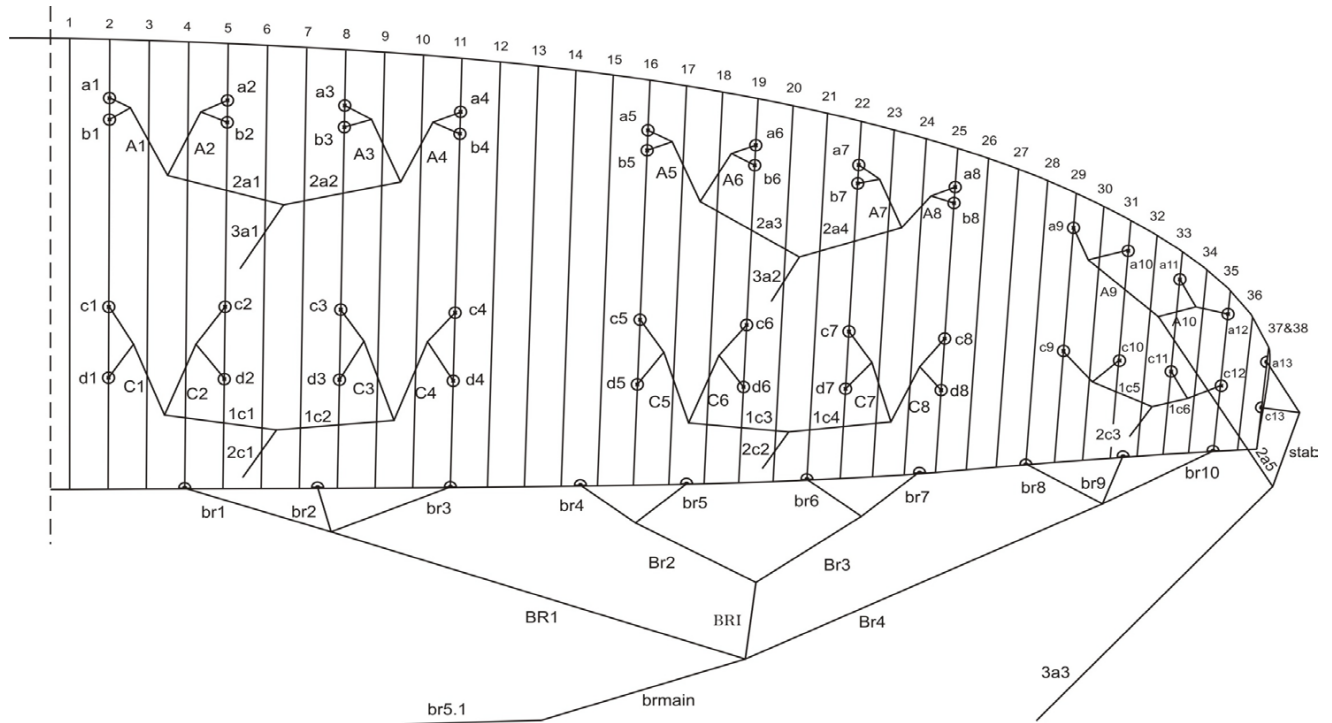 1 2 3 4 5 6 7 8 9 10 11 12 13 14 15 16 17 18 19 20 21 22 23 24 25 26 27 28 29 30 31 32 33 34 35 36 37&38
a1 a2 a3 a4 a5 a6 a7 a8 a9 a10 a11 a12 a13
b1 b2 b3 b4 b5 b6 b7 b8
A1 A2 A3 A4 A5 A6 A7 A8 A9 A10
2a1 2a2 2a3 2a4
3a1 3a2
c1 c2 c3 c4 c5 c6 c7 c8 c9 c10 c11 c12 c13
d1 d2 d3 d4 d5 d6 d7 d8
C1 C2 C3 C4 C5 C6 C7 C8
1c1 1c2 1c3 1c4 1c5 1c6
2c1 2c2 2c3 2a5 stab
br1 br2 br3 br4 br5 br6 br7 br8 br9 br10
Br2 Br3
BR1 BRI Br4
3a3
brmain
br5.1